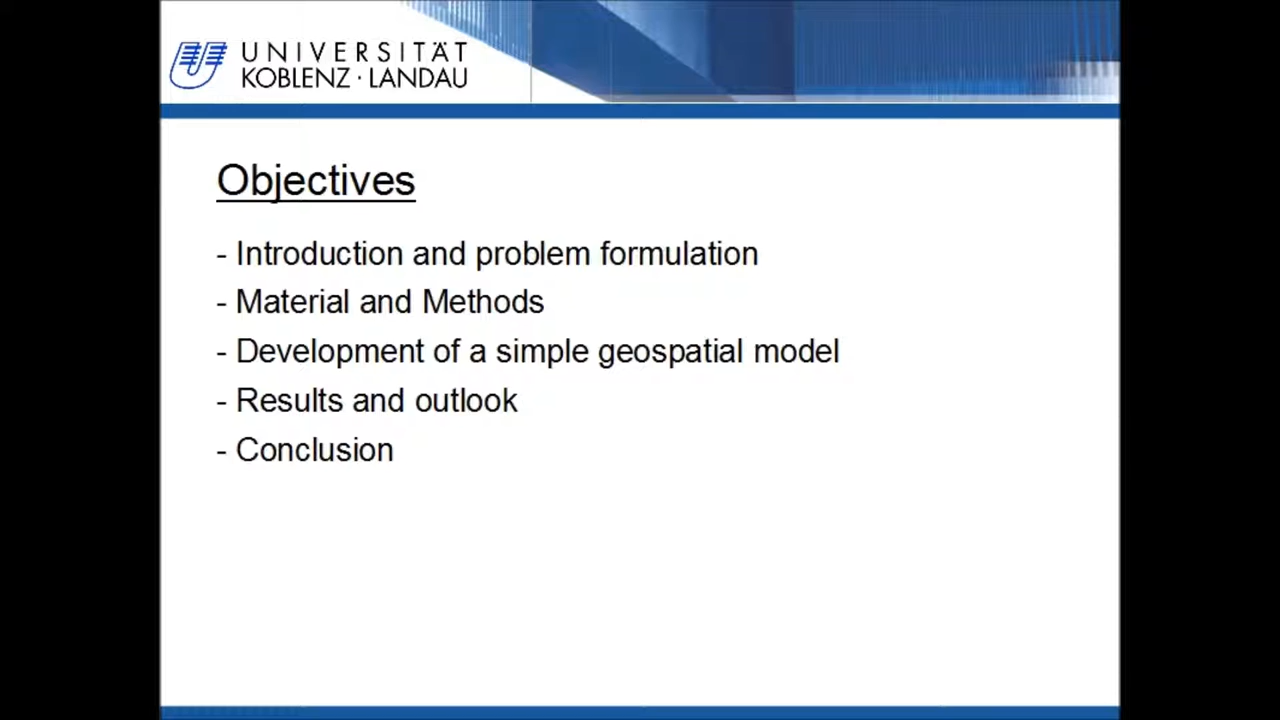 UNIVERSITÄT
KOBLENZ · LANDAU
Objectives
- Introduction and problem formulation
- Material and Methods
- Development of a simple geospatial model
- Results and outlook
- Conclusion